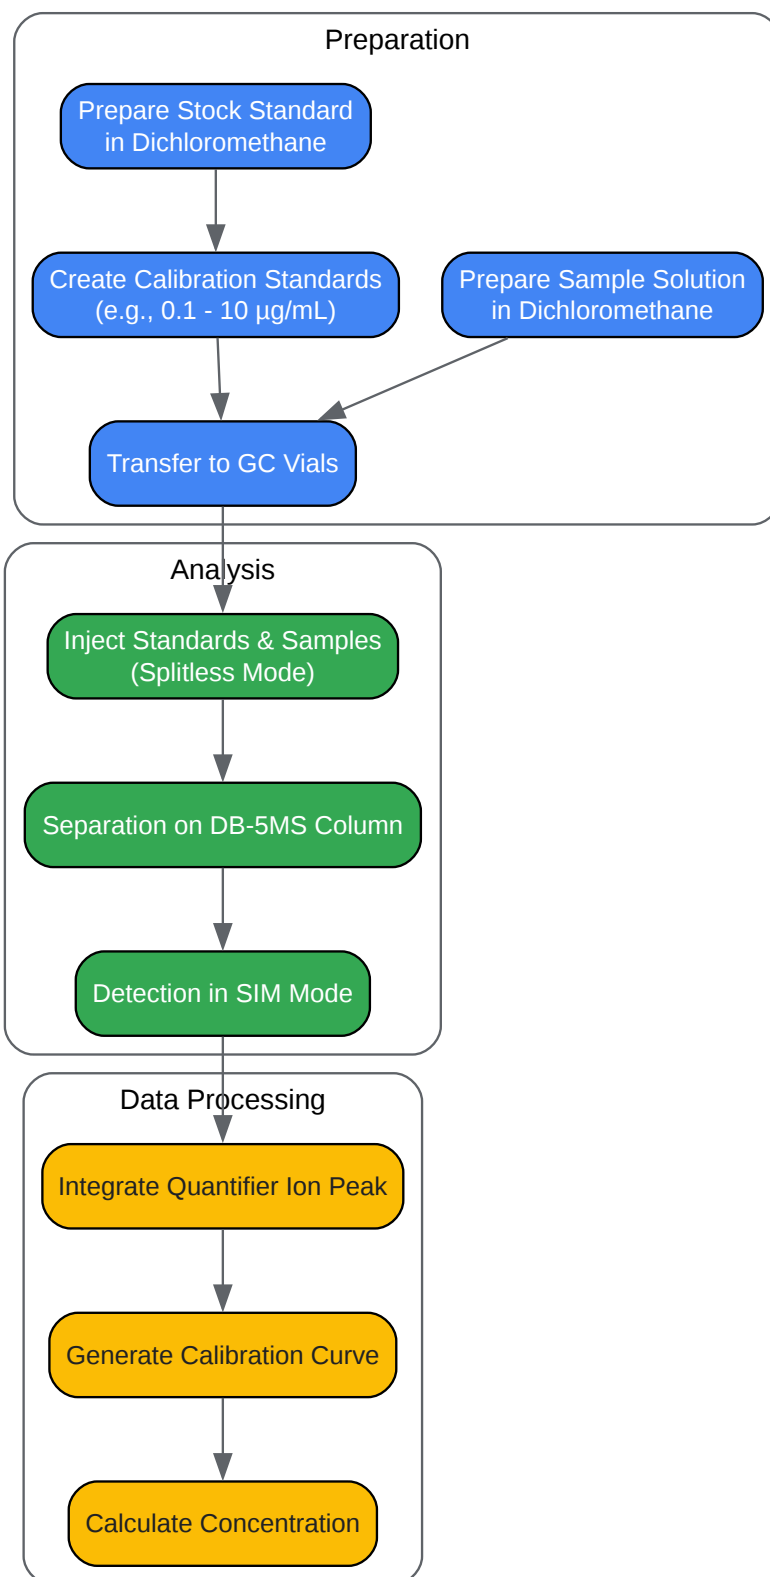 Preparation
Prepare Stock Standard
in Dichloromethane
Create Calibration Standards
(e.g., 0.1 - 10 µg/mL)
Prepare Sample Solution
in Dichloromethane
Transfer to GC Vials
Analysis
Inject Standards & Samples
(Splitless Mode)
Separation on DB-5MS Column
Detection in SIM Mode
Data Processing
Integrate Quantifier Ion Peak
Generate Calibration Curve
Calculate Concentration